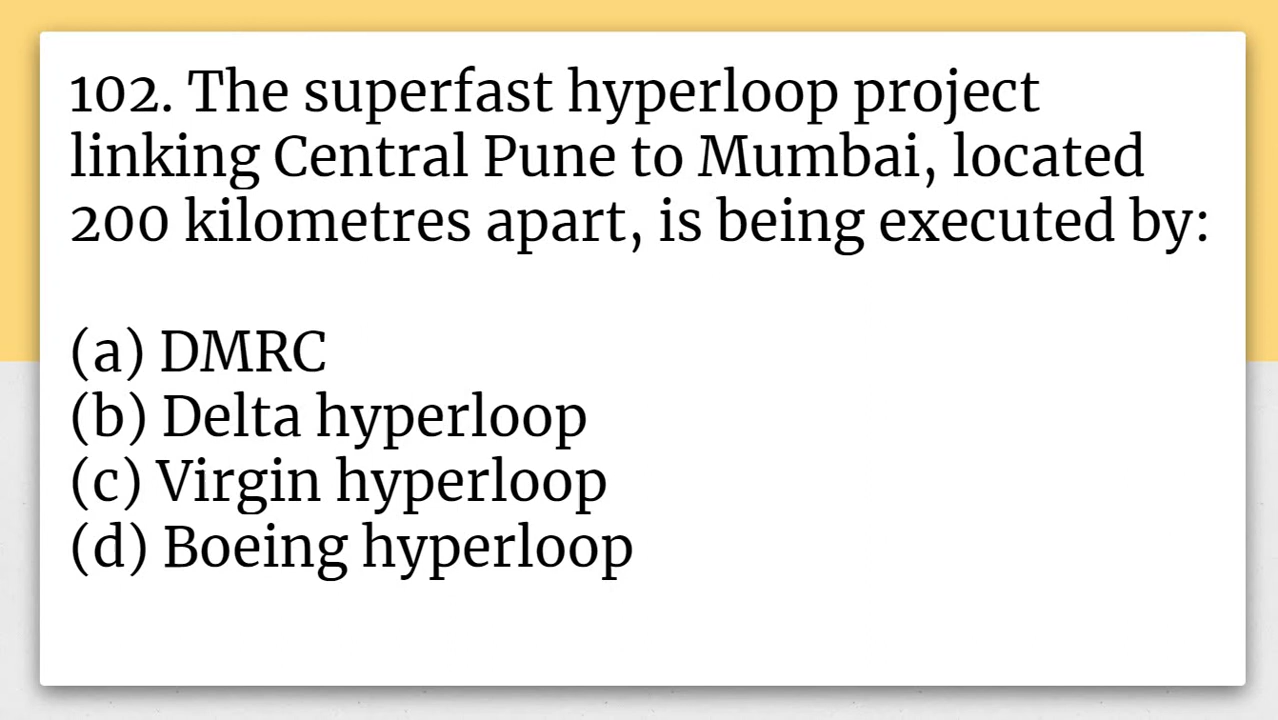 102. The superfast hyperloop project
linking Central Pune to Mumbai, located
200 kilometres apart, is being executed by:
(a) DMRC
(b) Delta hyperloop
(c) Virgin hyperloop
(d) Boeing hyperloop